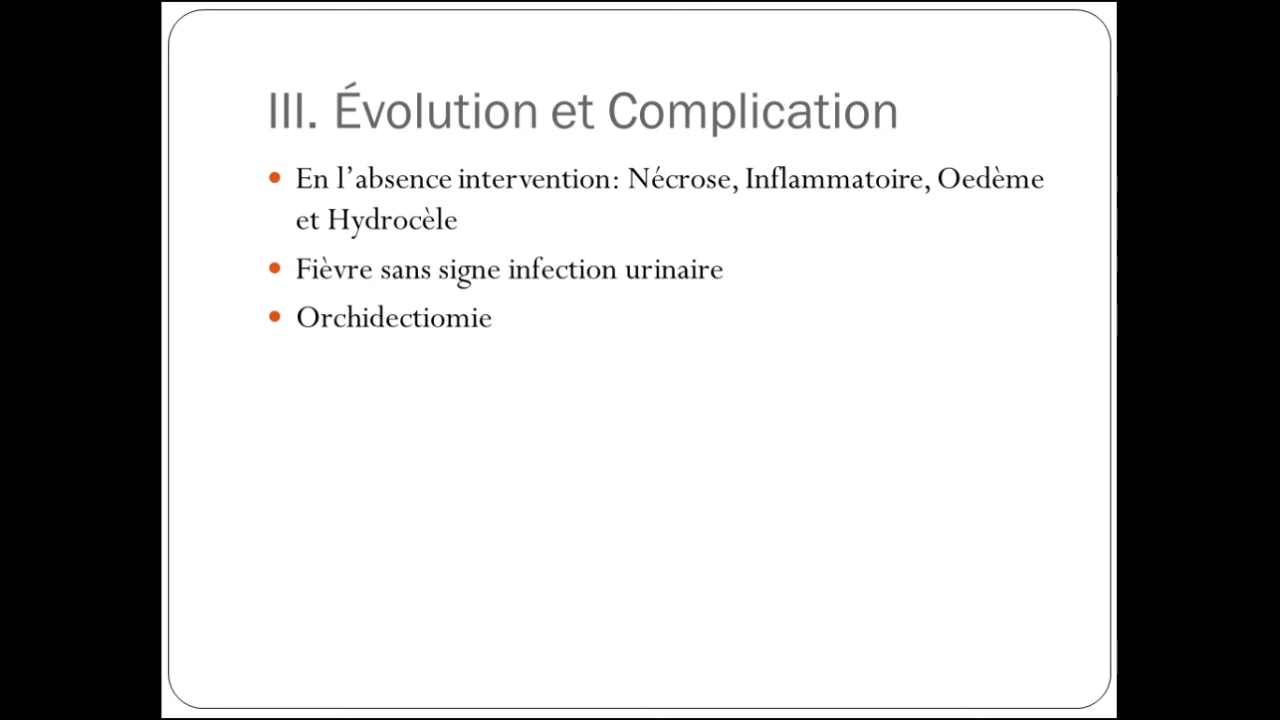 III. Évolution et Complication
• En l’absence intervention: Nécrose, Inflammatoire, Oedème
et Hydrocèle
• Fièvre sans signe infection urinaire
• Orchidectiomie